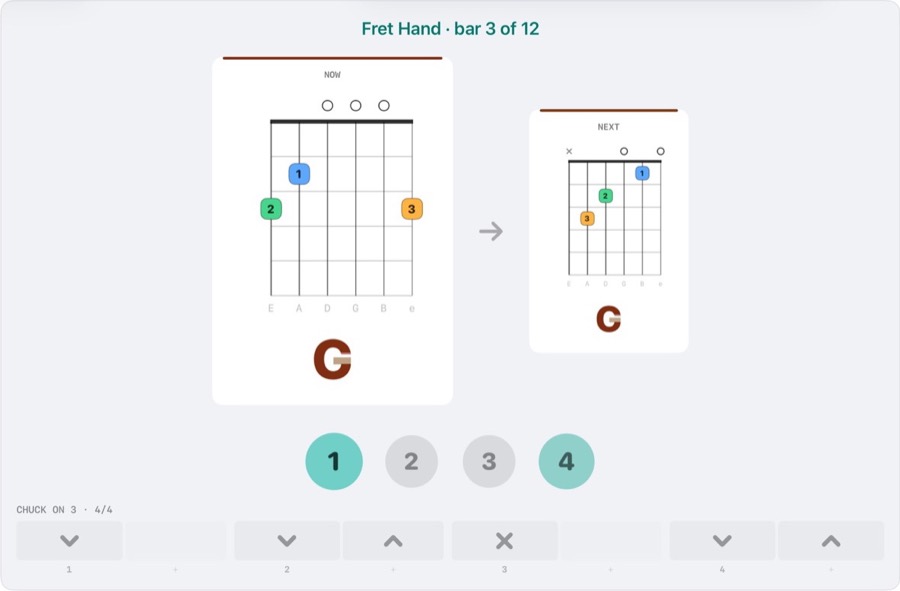 Fret Hand · bar 3 of 12
NOW
1
2 3
E A D G B e
NEXT
×
1
2
3
E A D G B e
1 2 3 4
CHUCK ON 3 · 4/4
1 + 2 + 3 + 4 +